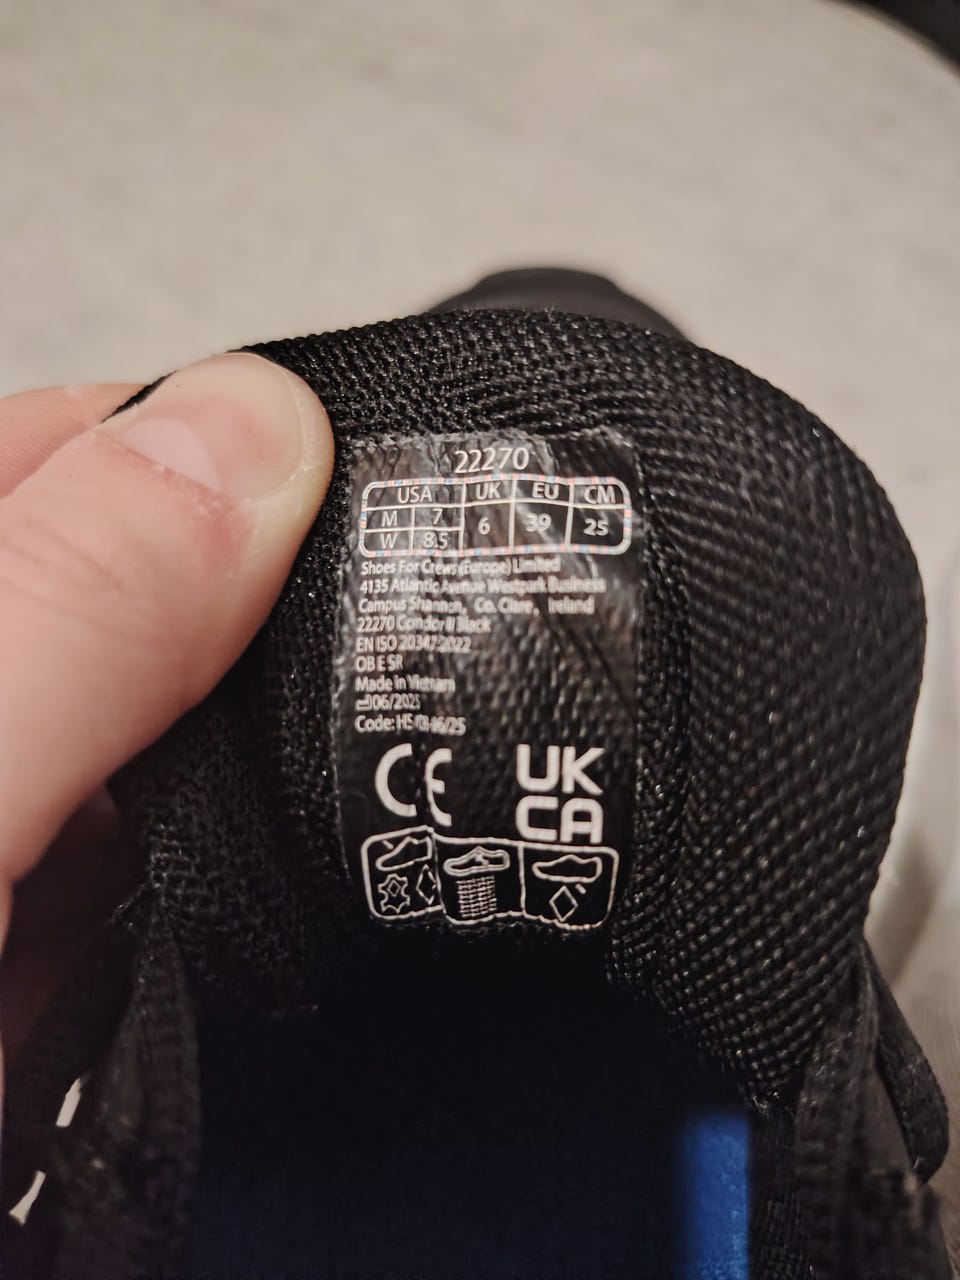 22270
USA UK EU CM
M 7 6 39 25
W 8.5
Shoes For Crews (Europe) Limited
4135 Atlantic Avenue Westpark Business
Campus Shannon, Co. Clare, Ireland
22270 Condor II Black
EN ISO 20347:2022
OB E SR
Made in Vietnam
06/2025
Code:
CE
UK
CA